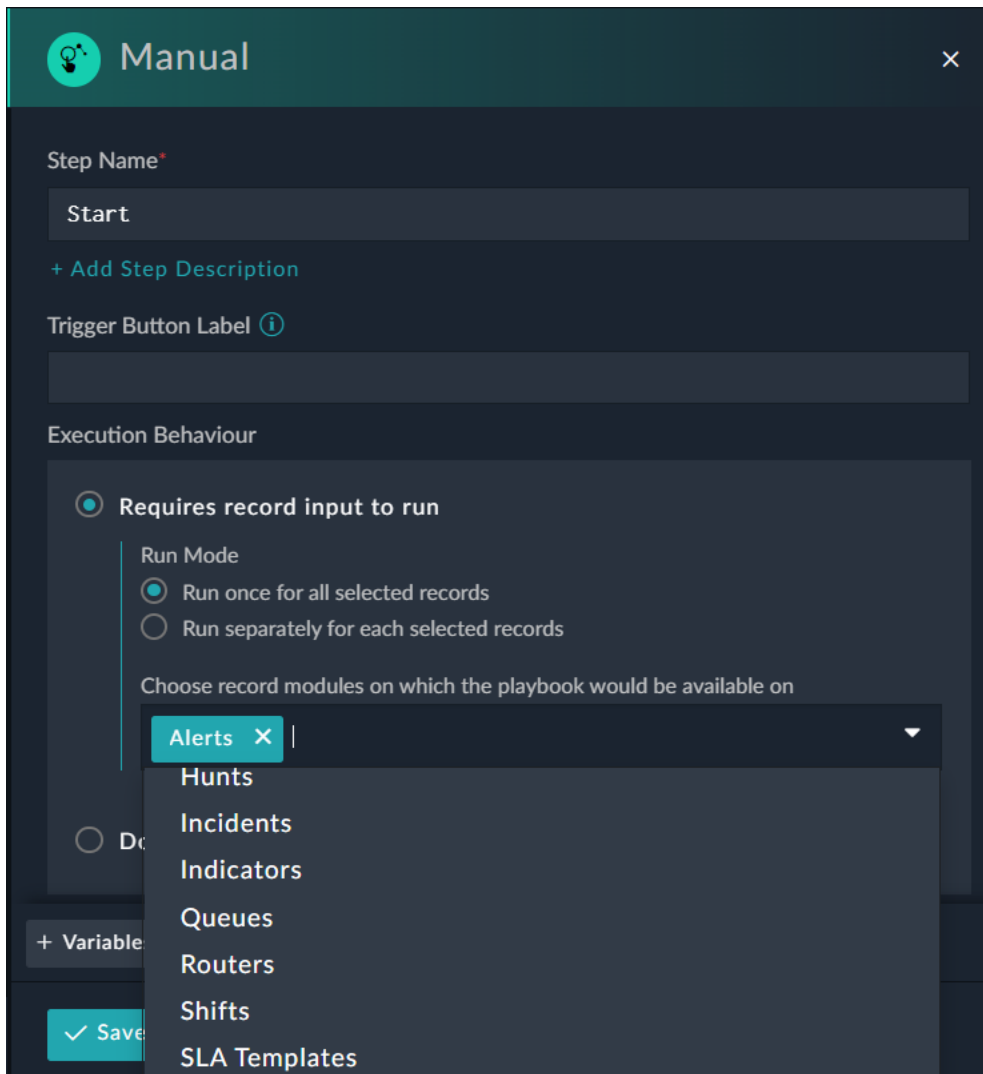 Manual
Step Name*
Start
+ Add Step Description
Trigger Button Label
Execution Behaviour
Requires record input to run
Run Mode
Run once for all selected records
Run separately for each selected records
Choose record modules on which the playbook would be available on
Alerts
Hunts
Incidents
Indicators
Queues
Routers
Shifts
SLA Templates
+ Variable
Save